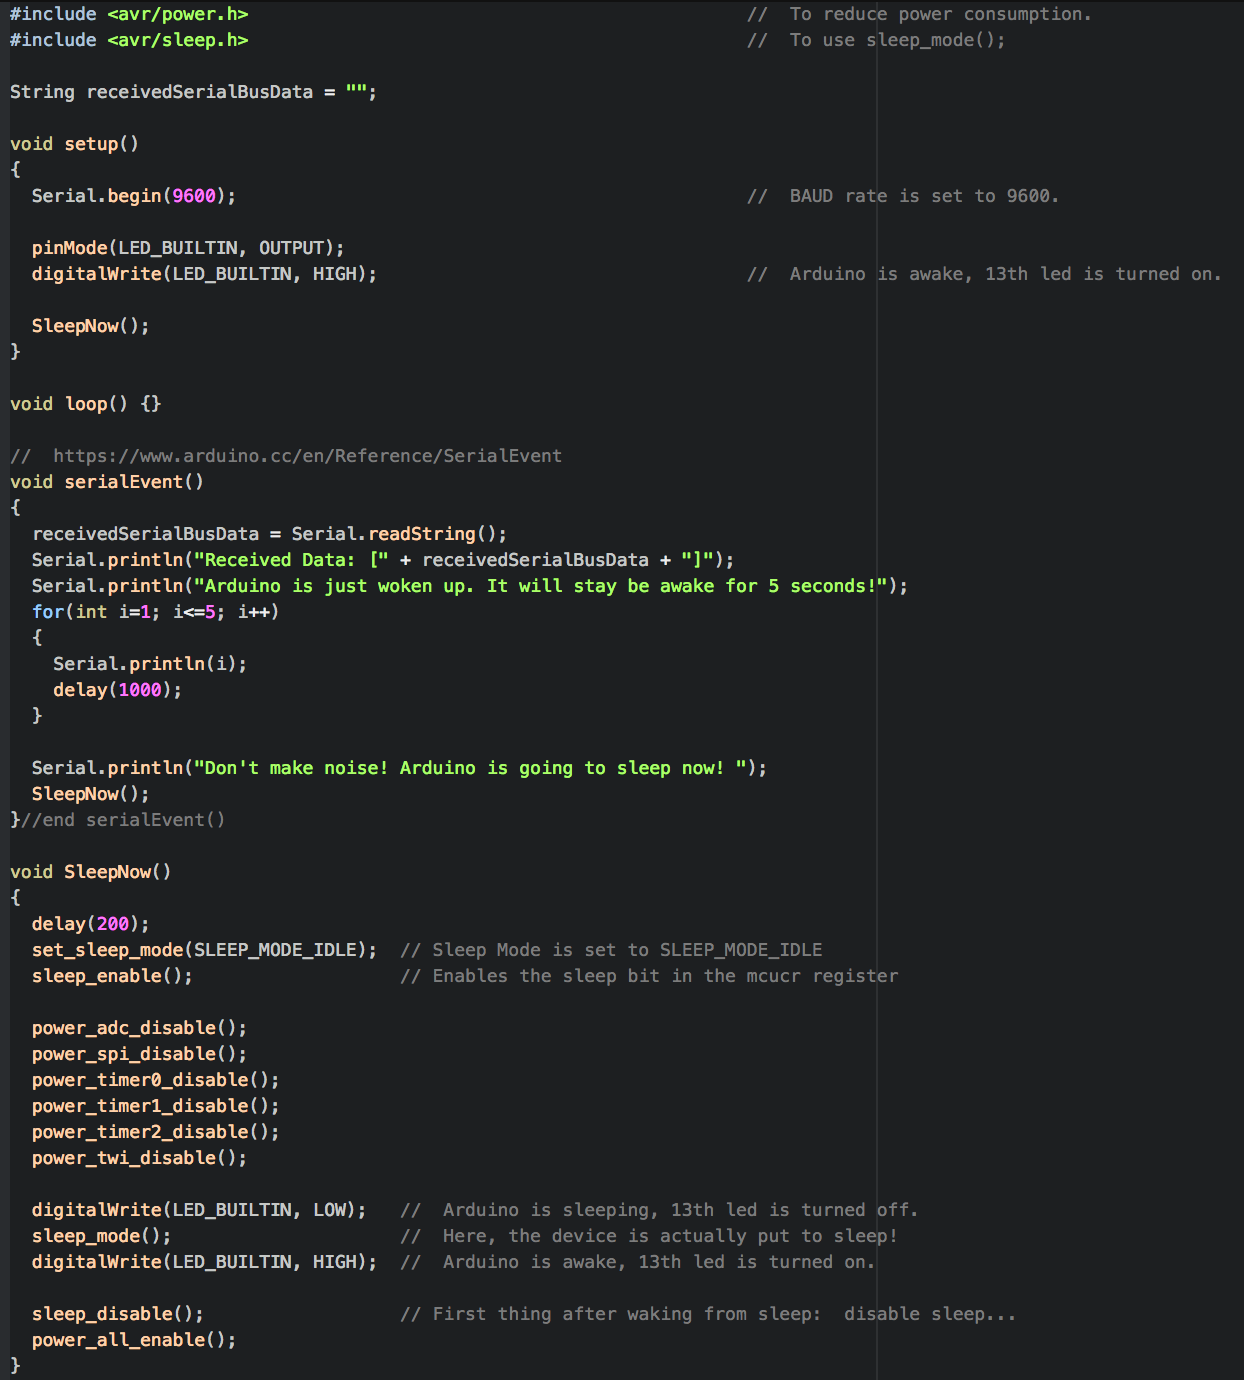 #include <avr/power.h>                                              //  To reduce power consumption.
#include <avr/sleep.h>                                              //  To use sleep_mode();

String receivedSerialBusData = "";

void setup()
{
  Serial.begin(9600);                                               //  BAUD rate is set to 9600.

  pinMode(LED_BUILTIN, OUTPUT);
  digitalWrite(LED_BUILTIN, HIGH);                                  //  Arduino is awake, 13th led is turned on.

  SleepNow();
}

void loop() {}

//  https://www.arduino.cc/en/Reference/SerialEvent
void serialEvent()
{
  receivedSerialBusData = Serial.readString();
  Serial.println("Received Data: [" + receivedSerialBusData + "]");
  Serial.println("Arduino is just woken up. It will stay be awake for 5 seconds!");
  for(int i=1; i<=5; i++)
  {
    Serial.println(i);
    delay(1000);
  }

  Serial.println("Don't make noise! Arduino is going to sleep now! ");
  SleepNow();
}//end serialEvent()

void SleepNow()
{
  delay(200);
  set_sleep_mode(SLEEP_MODE_IDLE);  // Sleep Mode is set to SLEEP_MODE_IDLE
  sleep_enable();                   // Enables the sleep bit in the mcucr register

  power_adc_disable();
  power_spi_disable();
  power_timer0_disable();
  power_timer1_disable();
  power_timer2_disable();
  power_twi_disable();

  digitalWrite(LED_BUILTIN, LOW);   //  Arduino is sleeping, 13th led is turned off.
  sleep_mode();                     //  Here, the device is actually put to sleep!
  digitalWrite(LED_BUILTIN, HIGH);  //  Arduino is awake, 13th led is turned on.

  sleep_disable();                  // First thing after waking from sleep:  disable sleep...
  power_all_enable();
}